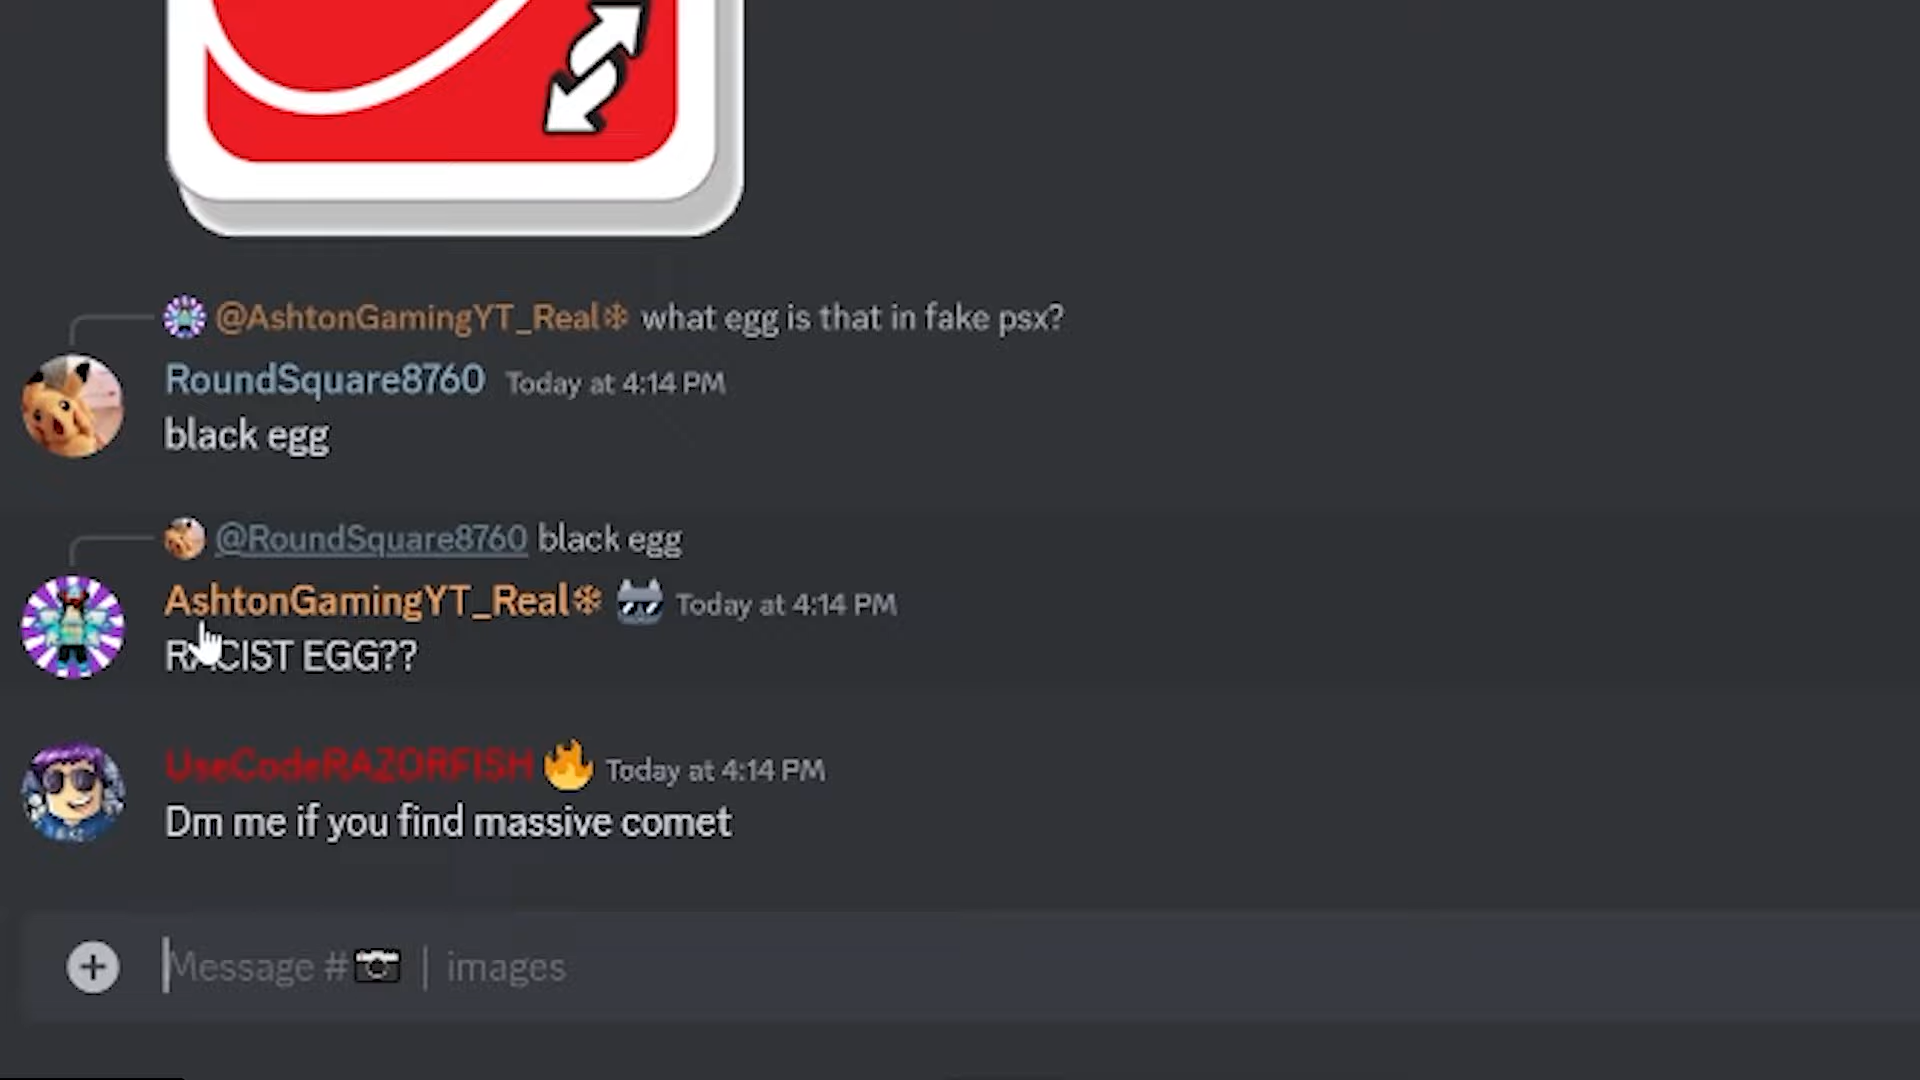 @AshtonGamingYT_Real❄ what egg is that in fake psx?
RoundSquare8760 Today at 4:14 PM
black egg
@RoundSquare8760 black egg
AshtonGamingYT_Real❄ Today at 4:14 PM
RACIST EGG??
UseCodeRAZORFISH 🔥 Today at 4:14 PM
Dm me if you find massive comet
Message #📷 | images